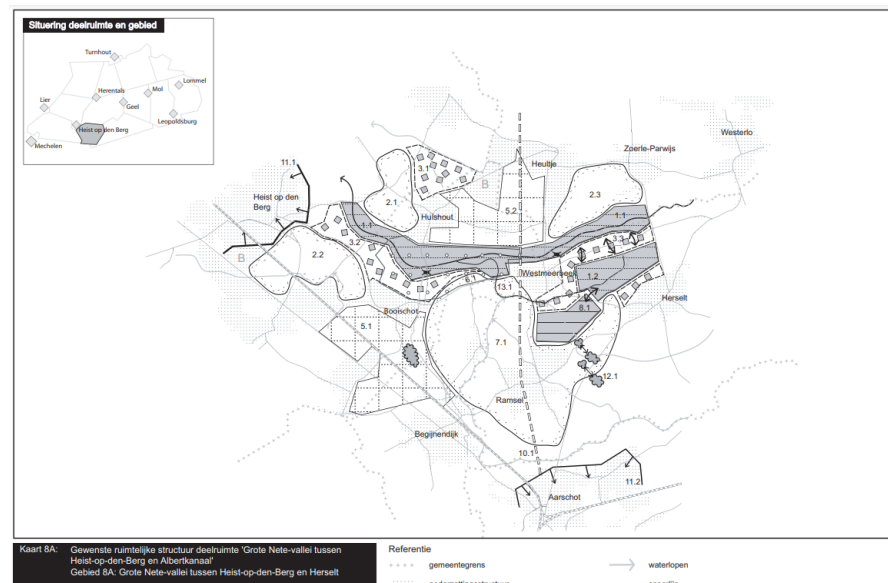 Situering deelruimte en gebied
Turnhout
Lommel
Herentals
Mol
Lier
Geel
Leopoldsburg
Heist op den Berg
Mechelen
Westerlo
Zoerle-Parwijs
Heultje
11.1
3.1
B
2.3
Heist op den
Berg
2.1
5.2
1.1
Hulshout
1.1
3.2
3.3
2.2
B
Westmeerbeek
1.2
6.1
13.1
Herselt
8.1
Booischot
5.1
7.1
12.1
Ramsel
Begijnendijk
10.1
11.2
Aarschot
Kaart 8A: Gewenste ruimtelijke structuur deelruimte 'Grote Nete-vallei tussen
Heist-op-den-Berg en Albertkanaal'
Gebied 8A: Grote Nete-vallei tussen Heist-op-den-Berg en Herselt
Referentie
gemeentegrens
waterlopen